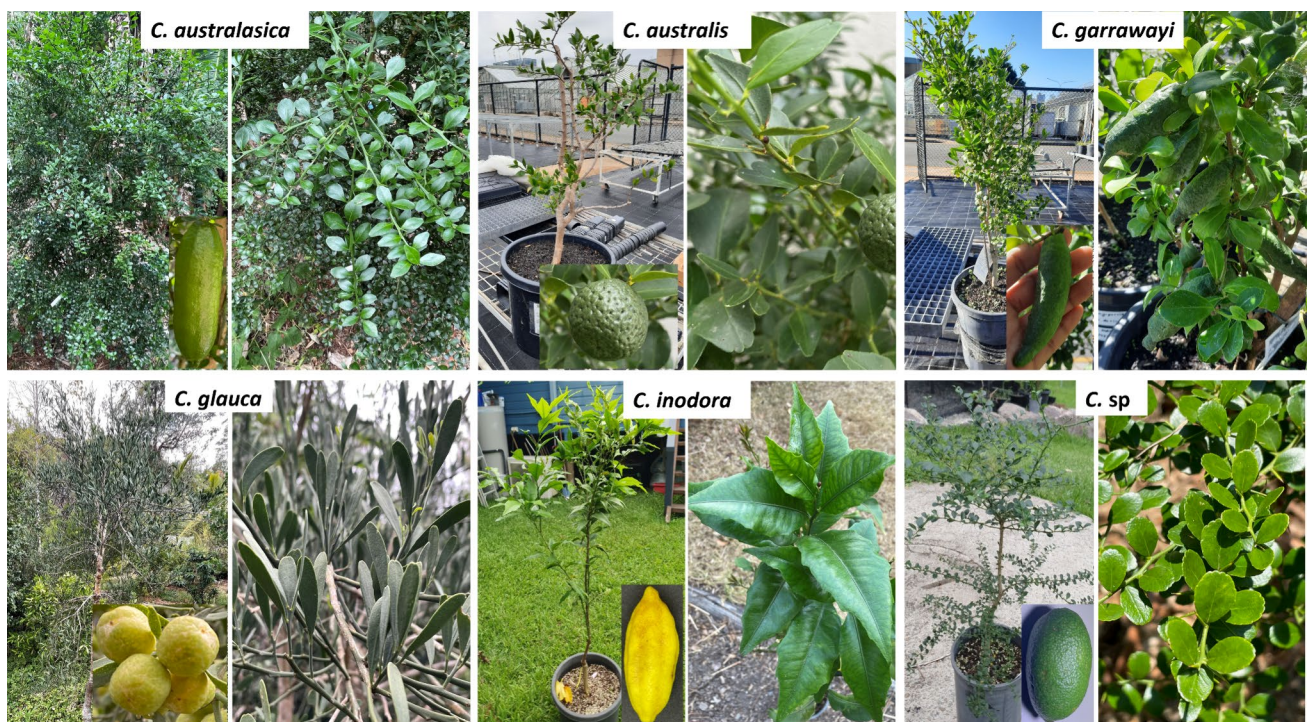 C. australasica
C. australis
C. garrawayi
C. glauca
C. inodora
C. sp